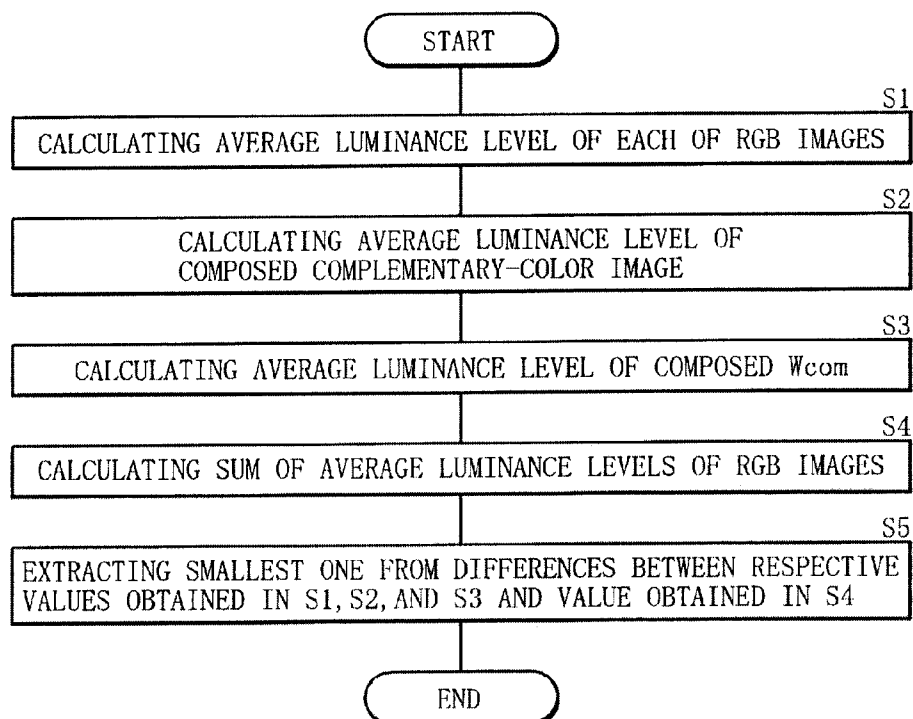 START
S1
CALCULATING AVERAGE LUMINANCE LEVEL OF EACH OF RGB IMAGES
S2
CALCULATING AVERAGE LUMINANCE LEVEL OF
COMPOSED COMPLEMENTARY-COLOR IMAGE
S3
CALCULATING AVERAGE LUMINANCE LEVEL OF COMPOSED Wcom
S4
CALCULATING SUM OF AVERAGE LUMINANCE LEVELS OF RGB IMAGES
S5
EXTRACTING SMALLEST ONE FROM DIFFERENCES BETWEEN RESPECTIVE
VALUES OBTAINED IN S1, S2, AND S3 AND VALUE OBTAINED IN S4
END